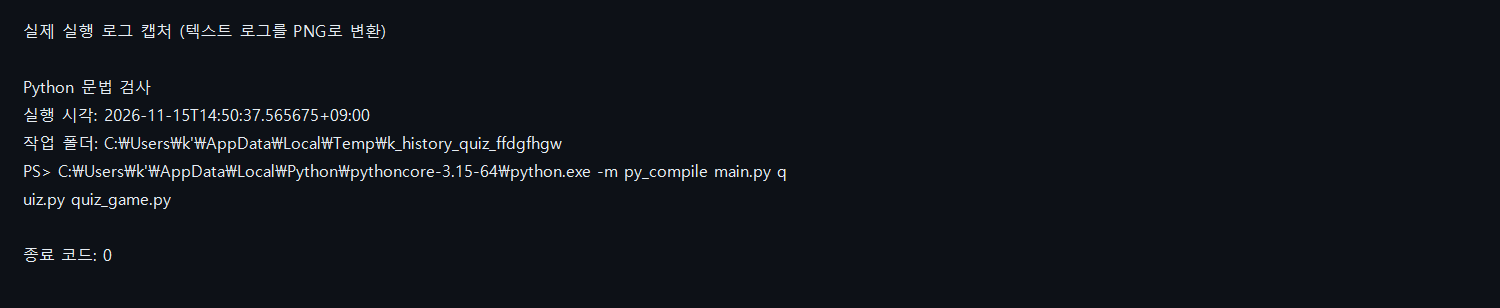 실제 실행 로그 캡처 (텍스트 로그를 PNG로 변환)
Python 문법 검사
실행 시각: 2026-11-15T14:50:37.565675+09:00
작업 폴더: C:₩Users₩k'₩AppData₩Local₩Temp₩k_history_quiz_ffdgfhgw
PS> C:₩Users₩k'₩AppData₩Local₩Python₩pythoncore-3.15-64₩python.exe -m py_compile main.py q
uiz.py quiz_game.py
종료 코드: 0